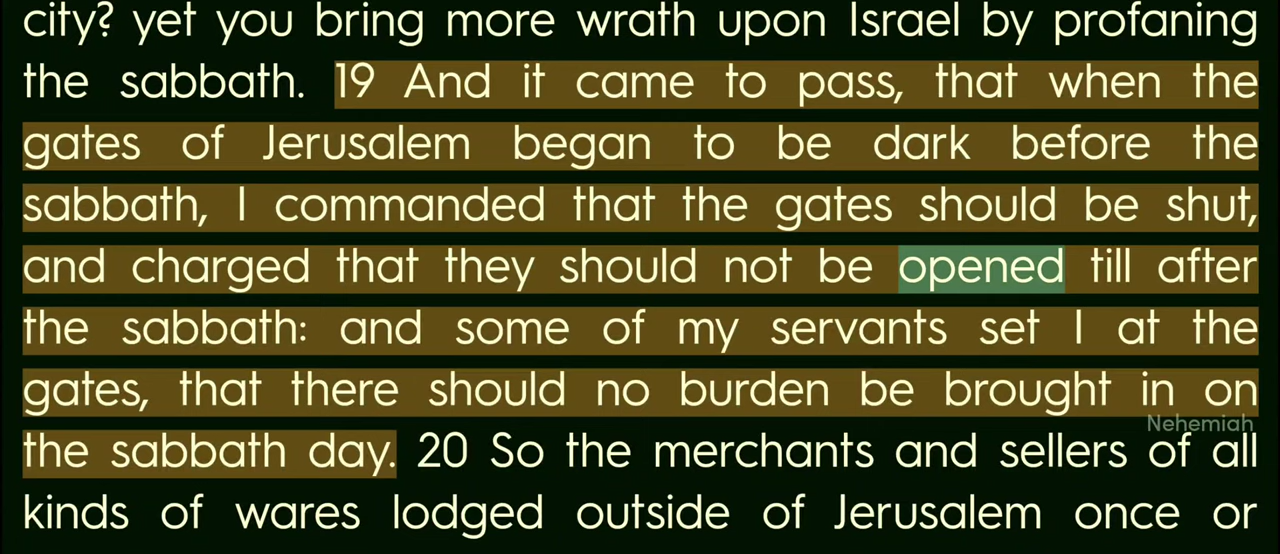 city? yet you bring more wrath upon Israel by profaning
the sabbath. 19 And it came to pass, that when the
gates of Jerusalem began to be dark before the
sabbath, I commanded that the gates should be shut,
and charged that they should not be opened till after
the sabbath: and some of my servants set I at the
gates, that there should no burden be brought in on
Nehemiah
the sabbath day. 20 So the merchants and sellers of all
kinds of wares lodged outside of Jerusalem once or